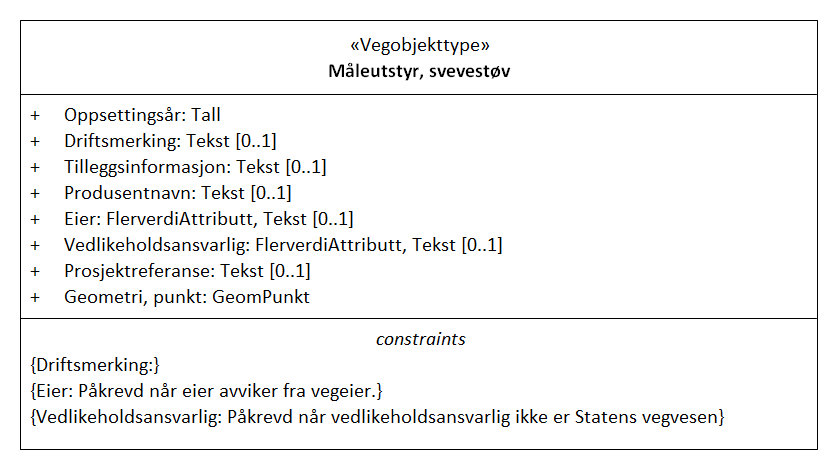 «Vegobjekttype»
Måleutstyr, svevestøv
+ Oppsettingsår: Tall
+ Driftsmerking: Tekst [0..1]
+ Tilleggsinformasjon: Tekst [0..1]
+ Produsentnavn: Tekst [0..1]
+ Eier: FlerverdiAttributt, Tekst [0..1]
+ Vedlikeholdsansvarlig: FlerverdiAttributt, Tekst [0..1]
+ Prosjektreferanse: Tekst [0..1]
+ Geometri, punkt: GeomPunkt
constraints
{Driftsmerking:}
{Eier: Påkrevd når eier avviker fra vegeier.}
{Vedlikeholdsansvarlig: Påkrevd når vedlikeholdsansvarlig ikke er Statens vegvesen}